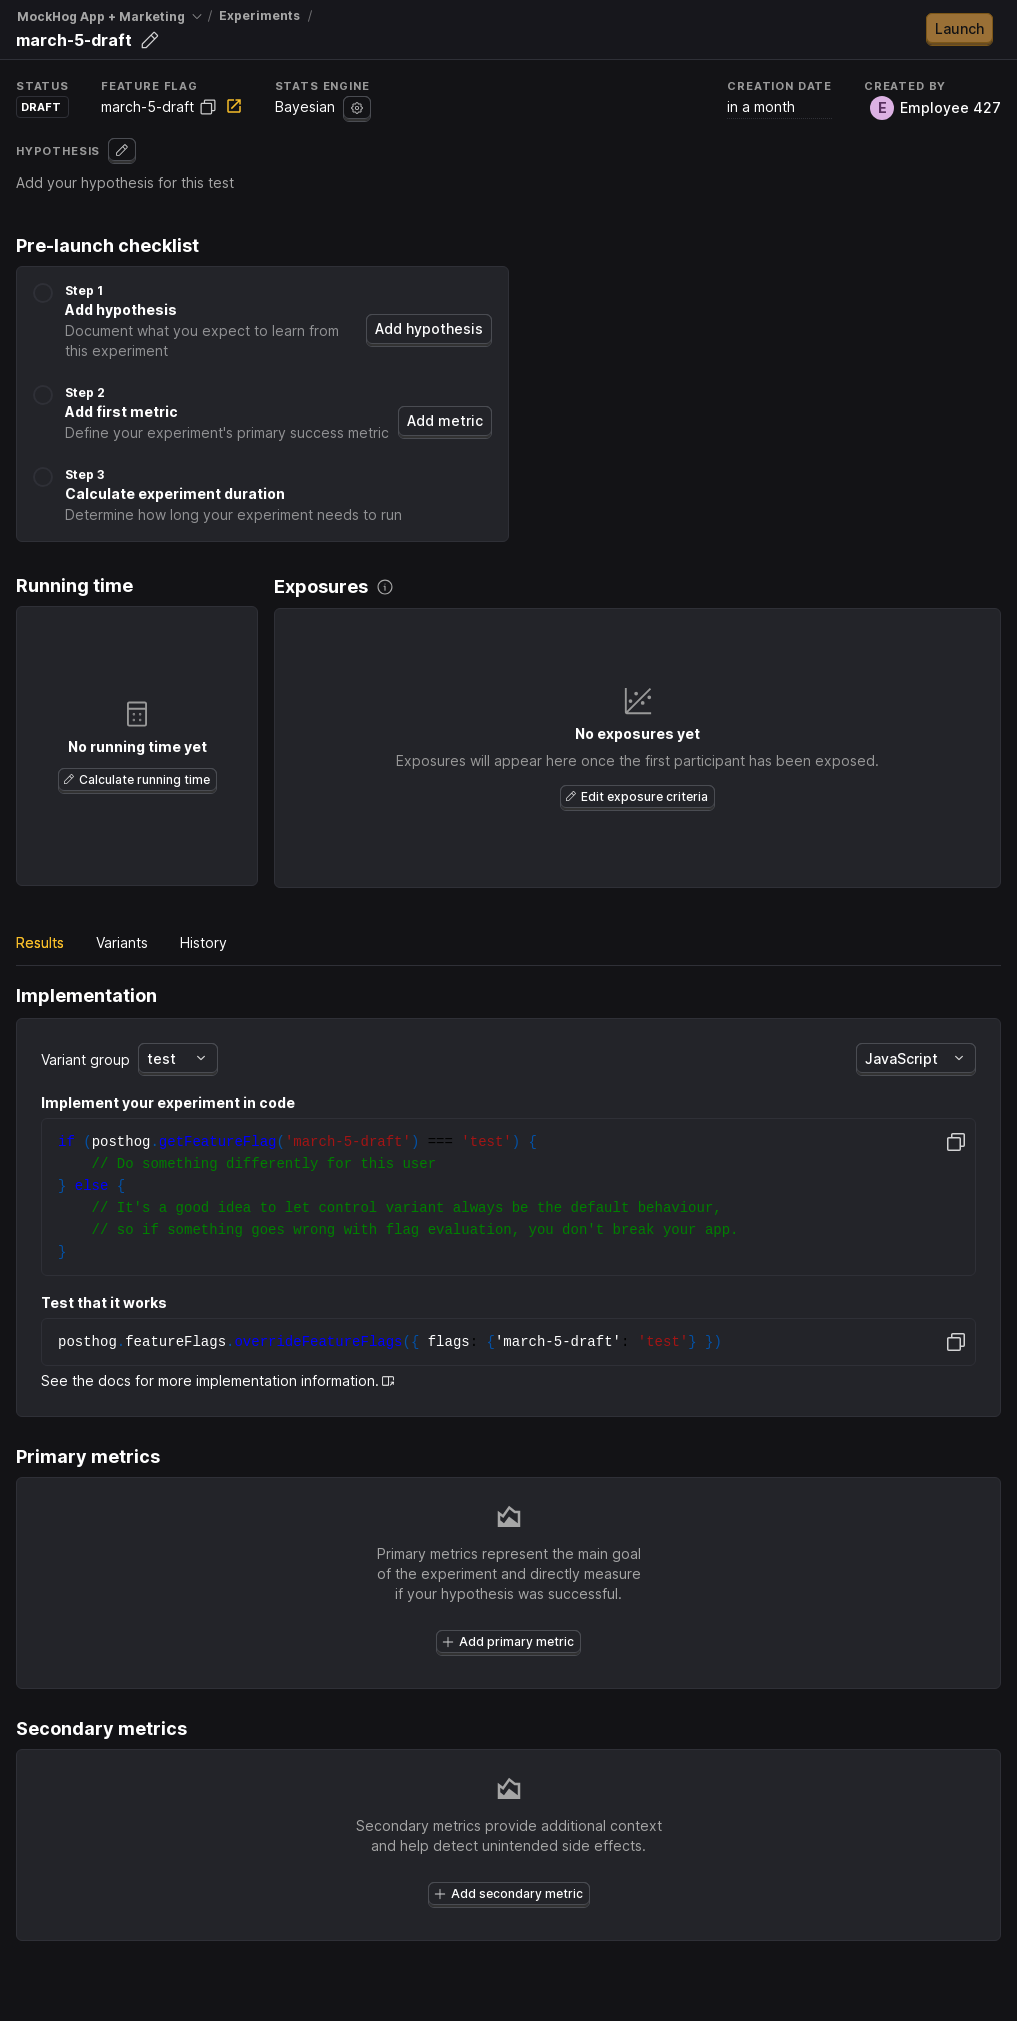 MockHog App + Marketing / Experiments /
march-5-draft
Launch
STATUS
DRAFT
FEATURE FLAG
march-5-draft
STATS ENGINE
Bayesian
CREATION DATE
in a month
CREATED BY
E Employee 427
HYPOTHESIS
Add your hypothesis for this test
Pre-launch checklist
Step 1
Add hypothesis
Document what you expect to learn from
this experiment
Add hypothesis
Step 2
Add first metric
Define your experiment's primary success metric
Add metric
Step 3
Calculate experiment duration
Determine how long your experiment needs to run
Running time
No running time yet
Calculate running time
Exposures
No exposures yet
Exposures will appear here once the first participant has been exposed.
Edit exposure criteria
Results Variants History
Implementation
Variant group test JavaScript
Implement your experiment in code
if (posthog.getFeatureFlag('march-5-draft') === 'test') {
    // Do something differently for this user
} else {
    // It's a good idea to let control variant always be the default behaviour,
    // so if something goes wrong with flag evaluation, you don't break your app.
}
Test that it works
posthog.featureFlags.overrideFeatureFlags({ flags: {'march-5-draft': 'test'} })
See the docs for more implementation information.
Primary metrics
Primary metrics represent the main goal
of the experiment and directly measure
if your hypothesis was successful.
Add primary metric
Secondary metrics
Secondary metrics provide additional context
and help detect unintended side effects.
Add secondary metric